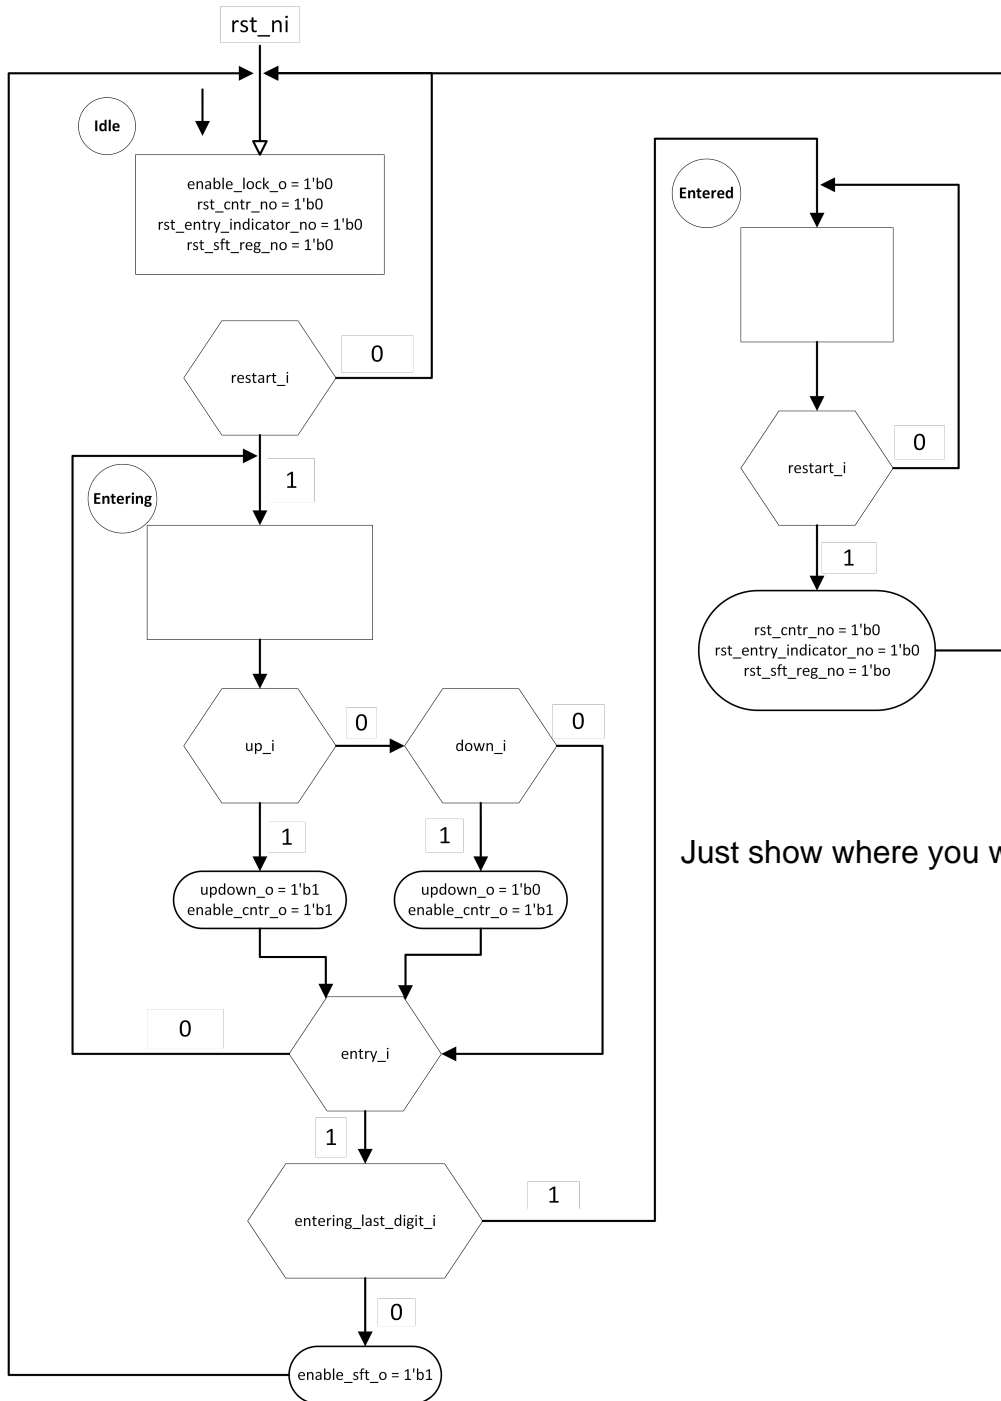 rst_ni
Idle
enable_lock_o = 1'b0
rst_cntr_no = 1'b0
rst_entry_indicator_no = 1'b0
rst_sft_reg_no = 1'b0
restart_i
0
1
Entering
up_i
0
down_i
0
1
1
updown_o = 1'b1
enable_cntr_o = 1'b1
updown_o = 1'b0
enable_cntr_o = 1'b1
0
entry_i
1
entering_last_digit_i
1
0
enable_sft_o = 1'b1
Entered
restart_i
0
1
rst_cntr_no = 1'b0
rst_entry_indicator_no = 1'b0
rst_sft_reg_no = 1'bo
Just show where you